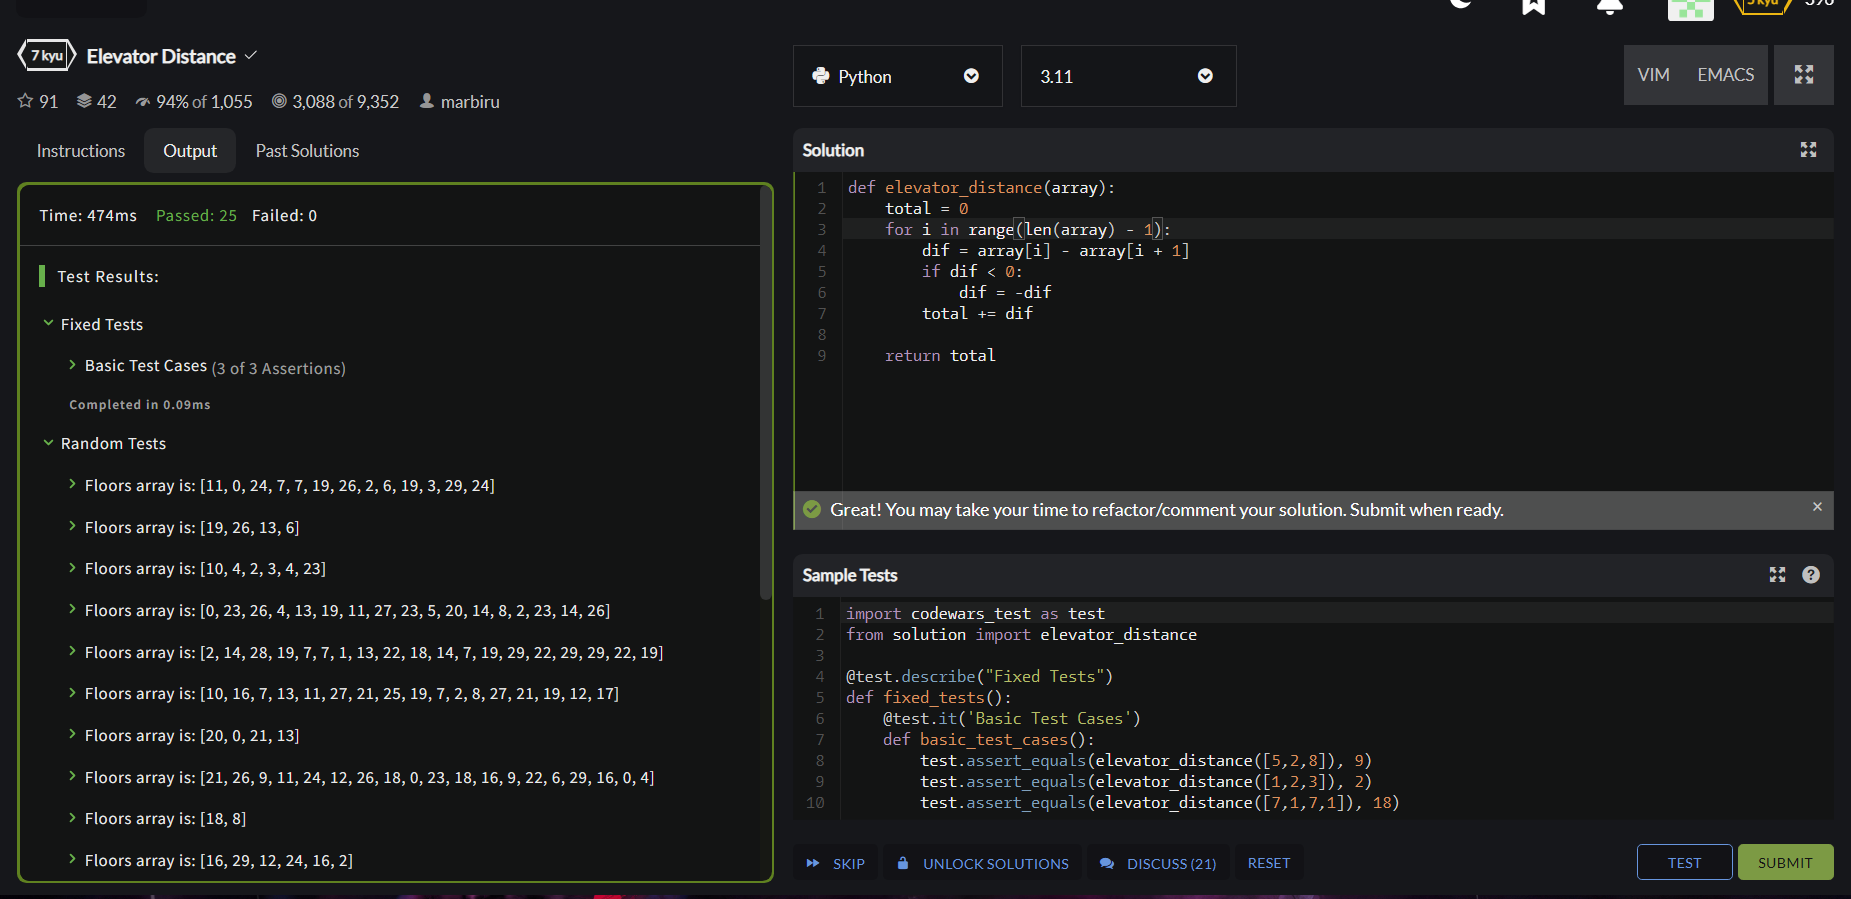 7 kyu Elevator Distance
91 42 94% of 1,055 3,088 of 9,352 marbiru
Instructions Output Past Solutions
Time: 474ms Passed: 25 Failed: 0
Test Results:
Fixed Tests
Basic Test Cases (3 of 3 Assertions)
Completed in 0.09ms
Random Tests
Floors array is: [11, 0, 24, 7, 7, 19, 26, 2, 6, 19, 3, 29, 24]
Floors array is: [19, 26, 13, 6]
Floors array is: [10, 4, 2, 3, 4, 23]
Floors array is: [0, 23, 26, 4, 13, 19, 11, 27, 23, 5, 20, 14, 8, 2, 23, 14, 26]
Floors array is: [2, 14, 28, 19, 7, 7, 1, 13, 22, 18, 14, 7, 19, 29, 22, 29, 29, 22, 19]
Floors array is: [10, 16, 7, 13, 11, 27, 21, 25, 19, 7, 2, 8, 27, 21, 19, 12, 17]
Floors array is: [20, 0, 21, 13]
Floors array is: [21, 26, 9, 11, 24, 12, 26, 18, 0, 23, 18, 16, 9, 22, 6, 29, 16, 0, 4]
Floors array is: [18, 8]
Floors array is: [16, 29, 12, 24, 16, 2]
Python 3.11 VIM EMACS
Solution
1 def elevator_distance(array):
2     total = 0
3     for i in range(len(array) - 1):
4         dif = array[i] - array[i + 1]
5         if dif < 0:
6             dif = -dif
7         total += dif
8
9     return total
Great! You may take your time to refactor/comment your solution. Submit when ready. ×
Sample Tests
1 import codewars_test as test
2 from solution import elevator_distance
3
4 @test.describe("Fixed Tests")
5 def fixed_tests():
6     @test.it('Basic Test Cases')
7     def basic_test_cases():
8         test.assert_equals(elevator_distance([5,2,8]), 9)
9         test.assert_equals(elevator_distance([1,2,3]), 2)
10         test.assert_equals(elevator_distance([7,1,7,1]), 18)
SKIP UNLOCK SOLUTIONS DISCUSS (21) RESET TEST SUBMIT